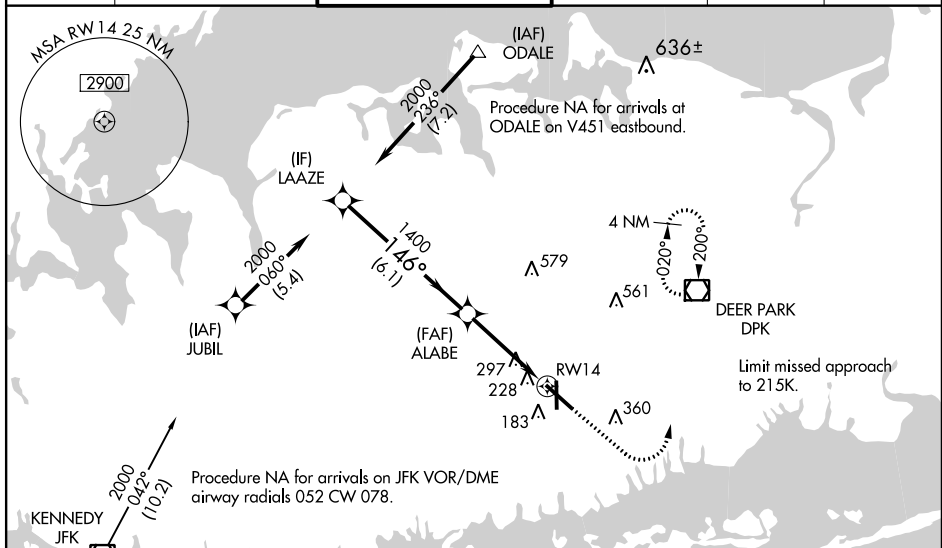 MSA RW14 25 NM
2900
(IAF)
ODALE
636±
2000
236°
(7.2)
Procedure NA for arrivals at
ODALE on V451 eastbound.
(IF)
LAAZE
1400
146°
(6.1)
2000
060°
(5.4)
(IAF)
JUBIL
4 NM
020°
200°
579
561
DEER PARK
DPK
(FAF)
ALABE
297
228
183
RW14
360
Limit missed approach
to 215K.
2000
042°
(10.2)
Procedure NA for arrivals on JFK VOR/DME
airway radials 052 CW 078.
KENNEDY
JFK